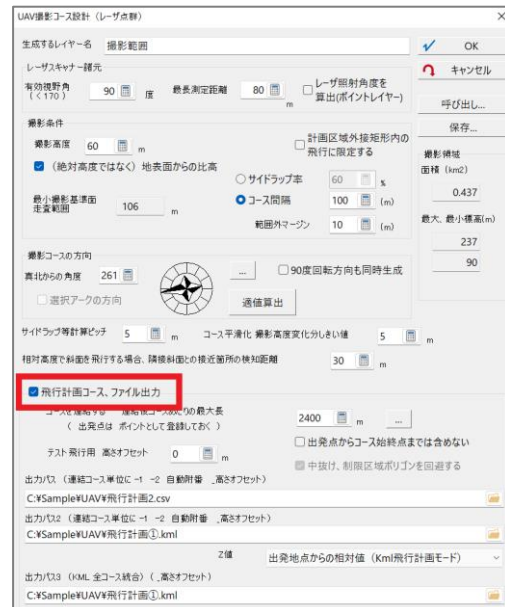 UAV撮影コース設計（レーザ点群）
生成するレイヤー名 撮影範囲
OK
キャンセル
呼び出し...
保存...
レーザスキャナー諸元
有効視野角
(＜170) 90 度 最長測定距離 80 m
レーザ照射角度を
算出(ポイントレイヤー)
撮影条件
撮影高度 60 m
計画区域外接矩形内の
飛行に限定する
(絶対高度ではなく) 地表面からの比高
サイドラップ率 60 %
コース間隔 100 (m)
範囲外マージン 10 (m)
最小撮影基準面
走査範囲 106 m
撮影領域
面積 (km2)
0.437
最大、最小標高(m)
237
90
撮影コースの方向
真北からの角度 261
選択アークの方向
...
90度回転方向も同時生成
適値算出
サイドラップ等計算ピッチ 5 m コース平滑化 撮影高度変化分しきい値 5 m
相対高度で斜面を飛行する場合、隣接斜面との接近箇所の検知距離 30 m
飛行計画コース、ファイル出力
2400 m ...
( 出発点は ポイントとして登録しておく )
出発点からコース始終点までは含めない
テスト飛行用 高さオフセット 0 m
中抜け、制限区域ポリゴンを回避する
出力パス (連結コース単位に -1 -2 自動附番 _高さオフセット)
C:¥Sample¥UAV¥飛行計画2.csv
出力パス2 (連結コース単位に -1 -2 自動附番 _高さオフセット)
C:¥Sample¥UAV¥飛行計画①.kml
Z値 出発地点からの相対値（Kml飛行計画モード）
出力パス3 (KML 全コース統合) (_高さオフセット)
C:¥Sample¥UAV¥飛行計画①.kml